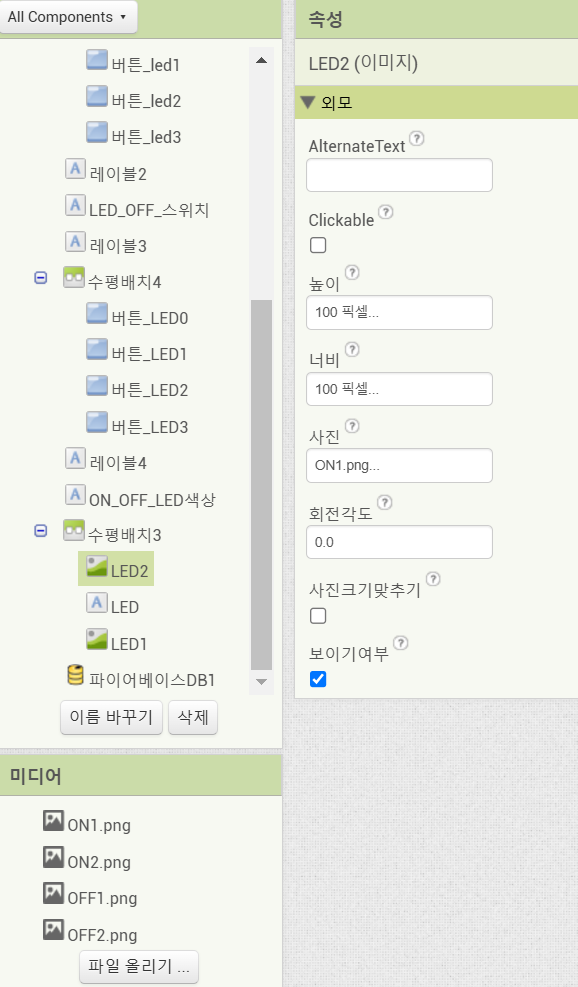 All Components
버튼_led1
버튼_led2
버튼_led3
레이블2
LED_OFF_스위치
레이블3
수평배치4
버튼_LED0
버튼_LED1
버튼_LED2
버튼_LED3
레이블4
ON_OFF_LED색상
수평배치3
LED2
LED
LED1
파이어베이스DB1
이름 바꾸기 삭제
미디어
ON1.png
ON2.png
OFF1.png
OFF2.png
파일 올리기 ...
속성
LED2 (이미지)
외모
AlternateText ?
Clickable ?
높이 ?
100 픽셀...
너비 ?
100 픽셀...
사진 ?
ON1.png...
회전각도 ?
0.0
사진크기맞추기 ?
보이기여부 ?